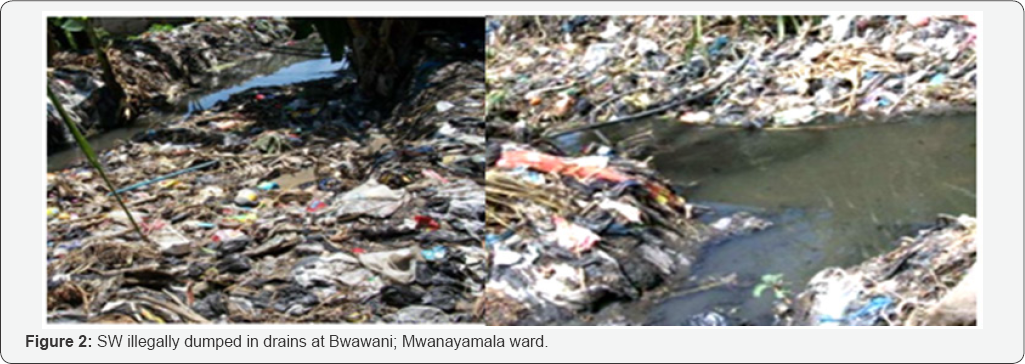 Figure 2: SW illegally dumped in drains at Bwawani; Mwanayamala ward.